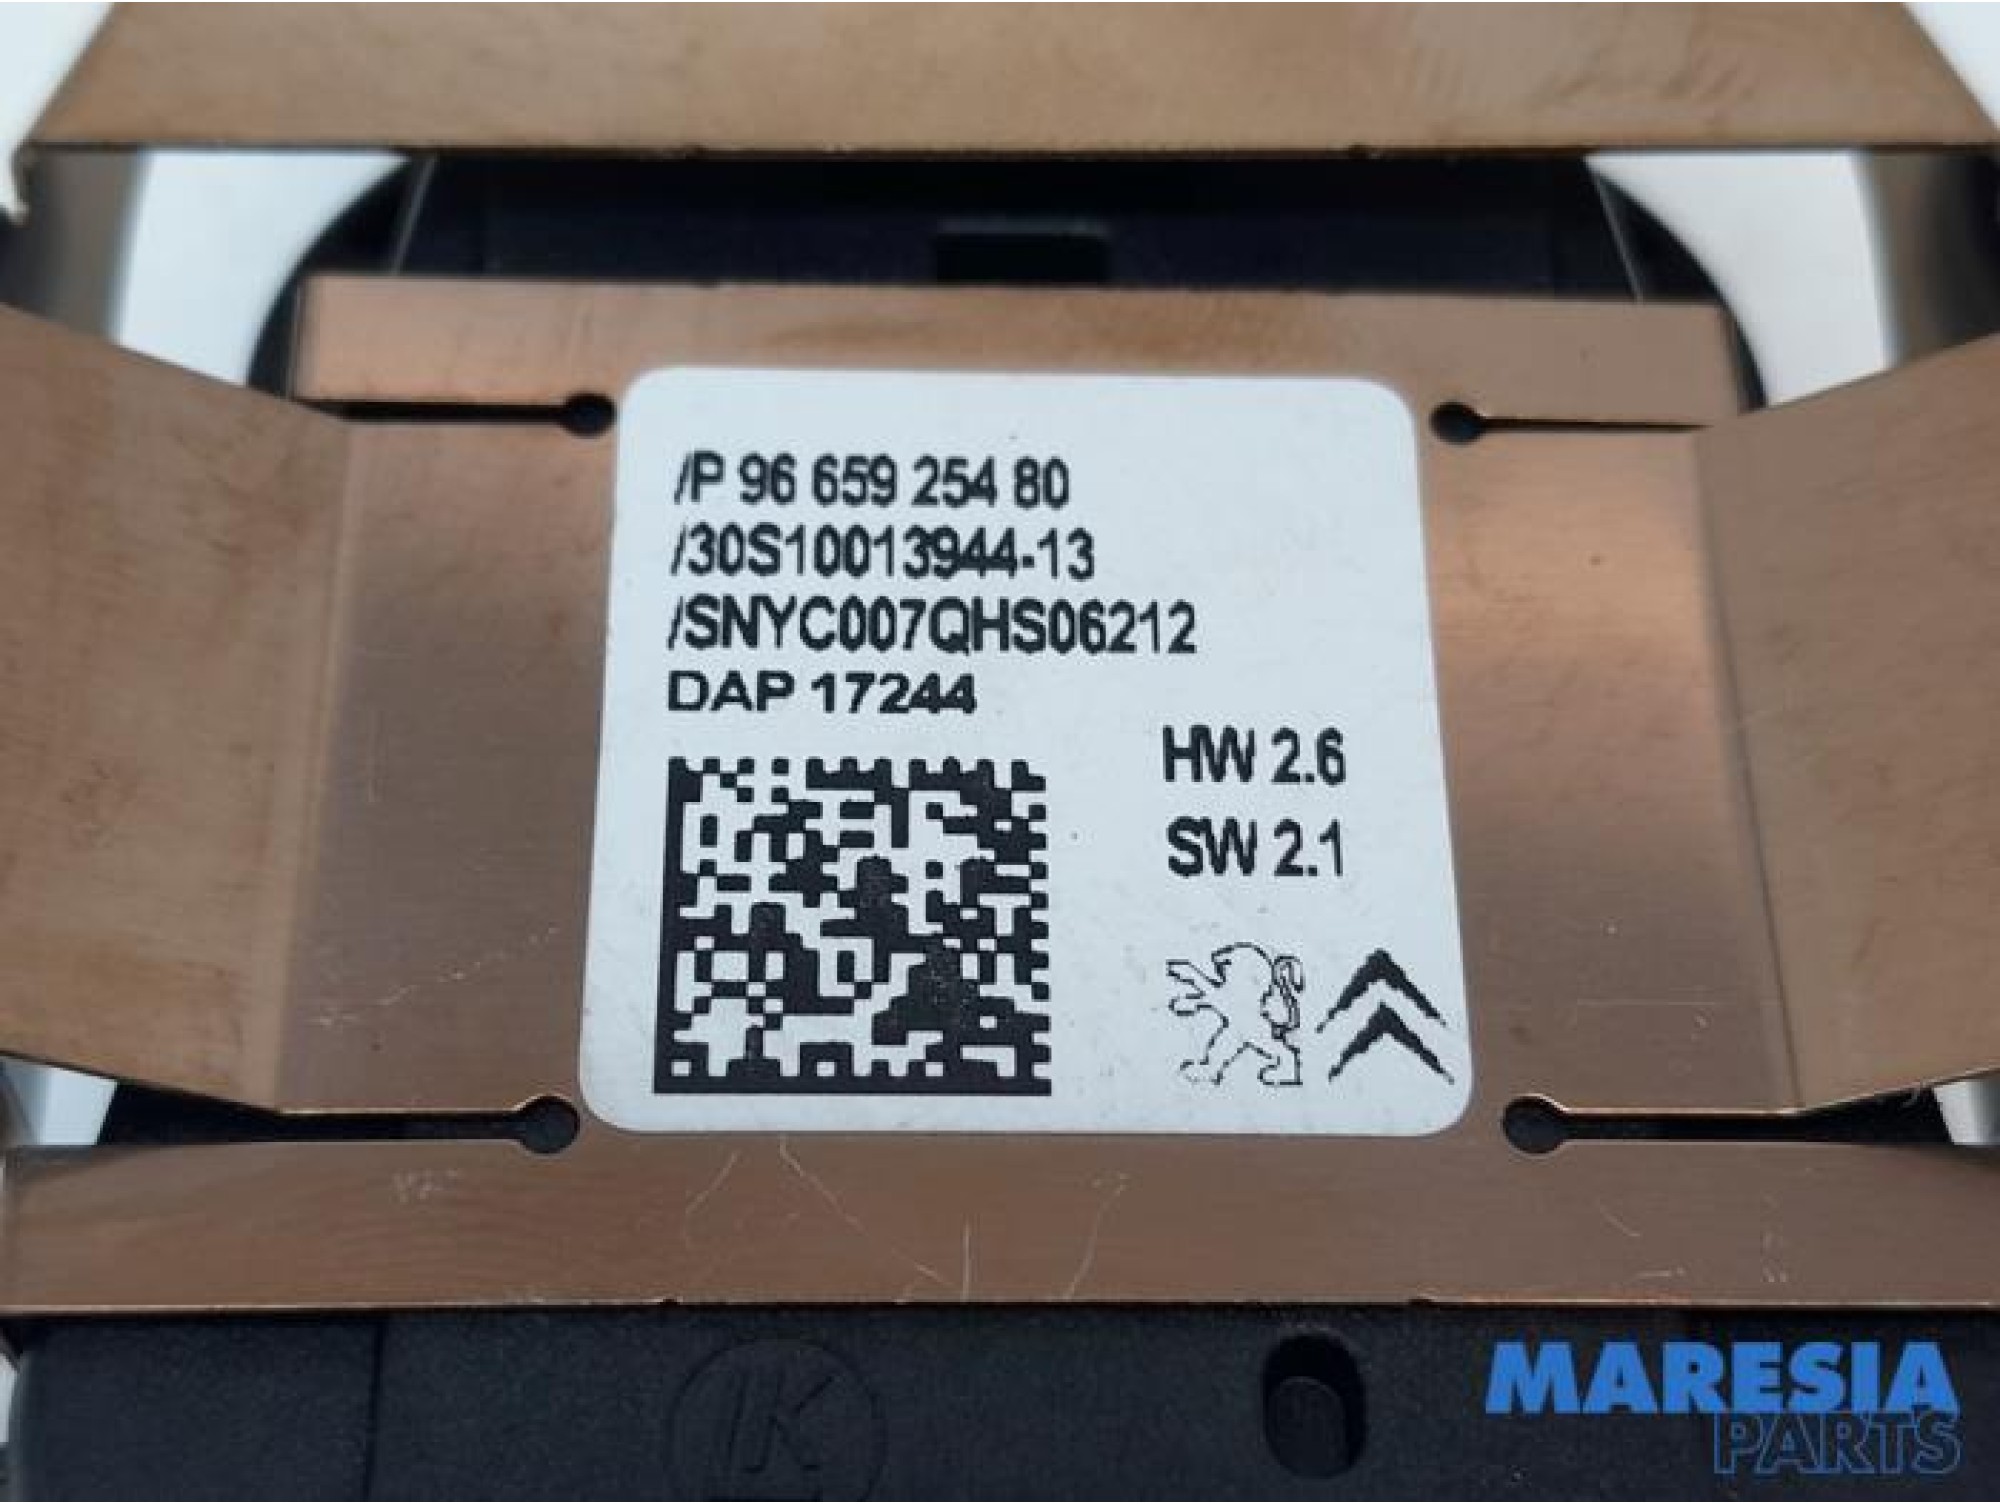 /P 96 659 254 80
/30S10013944-13
/SNYC007QHS06212
DAP 17244
HW 2.6
SW 2.1
MARESIA
PARTS